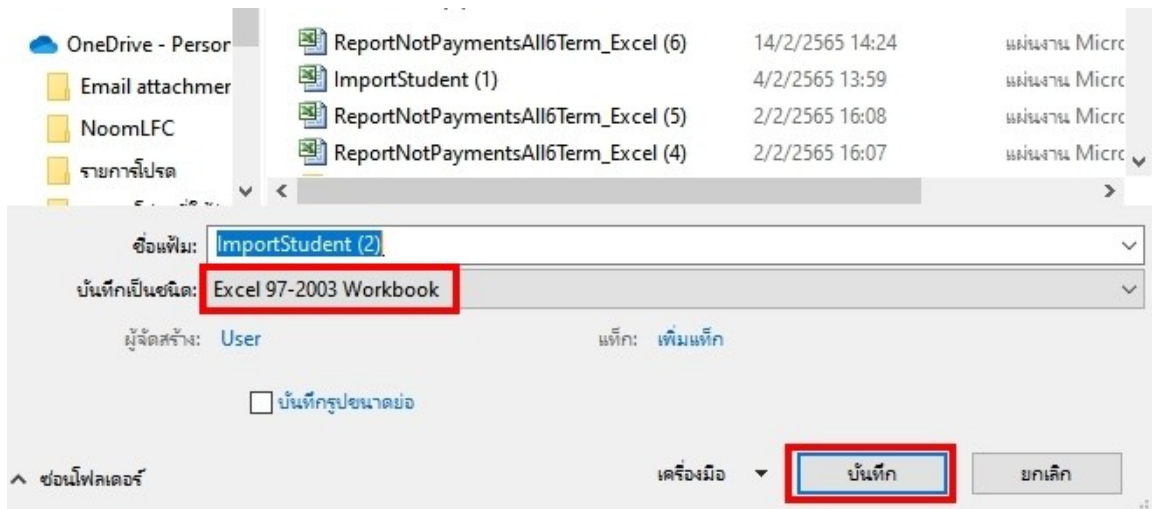 OneDrive - Person
ReportNotPaymentsAll6Term_Excel (6) 14/2/2565 14:24 แผ่นงาน Micro
Email attachmer
ImportStudent (1) 4/2/2565 13:59 แผ่นงาน Micro
NoomLFC
ReportNotPaymentsAll6Term_Excel (5) 2/2/2565 16:08 แผ่นงาน Micro
รายการโปรด
ReportNotPaymentsAll6Term_Excel (4) 2/2/2565 16:07 แผ่นงาน Micro
ชื่อแฟ้ม: ImportStudent (2)
บันทึกเป็นชนิด: Excel 97-2003 Workbook
ผู้จัดสร้าง: User แท็ก: เพิ่มแท็ก
บันทึกรูปขนาดย่อ
ซ่อนโฟลเดอร์ เครื่องมือ บันทึก ยกเลิก